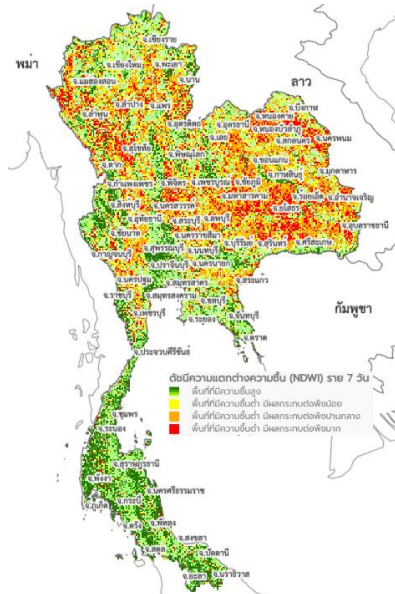 จ.เชียงราย
พม่า
จ.เชียงใหม่
จ.พะเยา
ลาว
จ.แม่ฮ่องสอน
จ.น่าน
จ.ลำปาง
จ.แพร่
จ.บึงกาฬ
จ.ลำพูน
จ.อุตรดิตถ์
จ.อุดรธานี
จ.หนองคาย
จ.เลย
จ.หนองบัวลำภู
จ.นครพนม
จ.สุโขทัย
จ.สกลนคร
จ.พิษณุโลก
จ.ขอนแก่น
จ.มุกดาหาร
จ.ตาก
จ.กาฬสินธุ์
จ.กำแพงเพชร
จ.พิจิตร
จ.เพชรบูรณ์
จ.ชัยภูมิ
จ.มหาสารคาม
จ.ร้อยเอ็ด
จ.อำนาจเจริญ
จ.สิงห์บุรี
จ.นครสวรรค์
จ.ยโสธร
จ.อุทัยธานี
จ.สระบุรี
จ.ลพบุรี
จ.อุบลราชธานี
จ.ชัยนาท
จ.นครราชสีมา
จ.บุรีรัมย์
จ.สุรินทร์
จ.ศรีสะเกษ
จ.สุพรรณบุรี
จ.นนทบุรี
จ.กาญจนบุรี
จ.ปราจีนบุรี
จ.นครนายก
จ.นครปฐม
จ.สมุทรสาคร
จ.สระแก้ว
จ.ราชบุรี
จ.สมุทรสงคราม
จ.ชลบุรี
กัมพูชา
จ.เพชรบุรี
จ.ระยอง
จ.จันทบุรี
จ.ตราด
จ.ประจวบคีรีขันธ์
ดัชนีความแตกต่างความชื้น (NDWI) ราย 7 วัน
พื้นที่ที่มีความชื้นสูง
พื้นที่ที่มีความชื้นต่ำ มีผลกระทบต่อพืชน้อย
พื้นที่ที่มีความชื้นต่ำ มีผลกระทบต่อพืชปานกลาง
พื้นที่ที่มีความชื้นต่ำ มีผลกระทบต่อพืชมาก
จ.ชุมพร
จ.ระนอง
จ.สุราษฎร์ธานี
จ.พังงา
จ.นครศรีธรรมราช
จ.กระบี่
จ.ภูเก็ต
จ.ตรัง
จ.พัทลุง
จ.สงขลา
จ.สตูล
จ.ปัตตานี
จ.ยะลา
จ.นราธิวาส